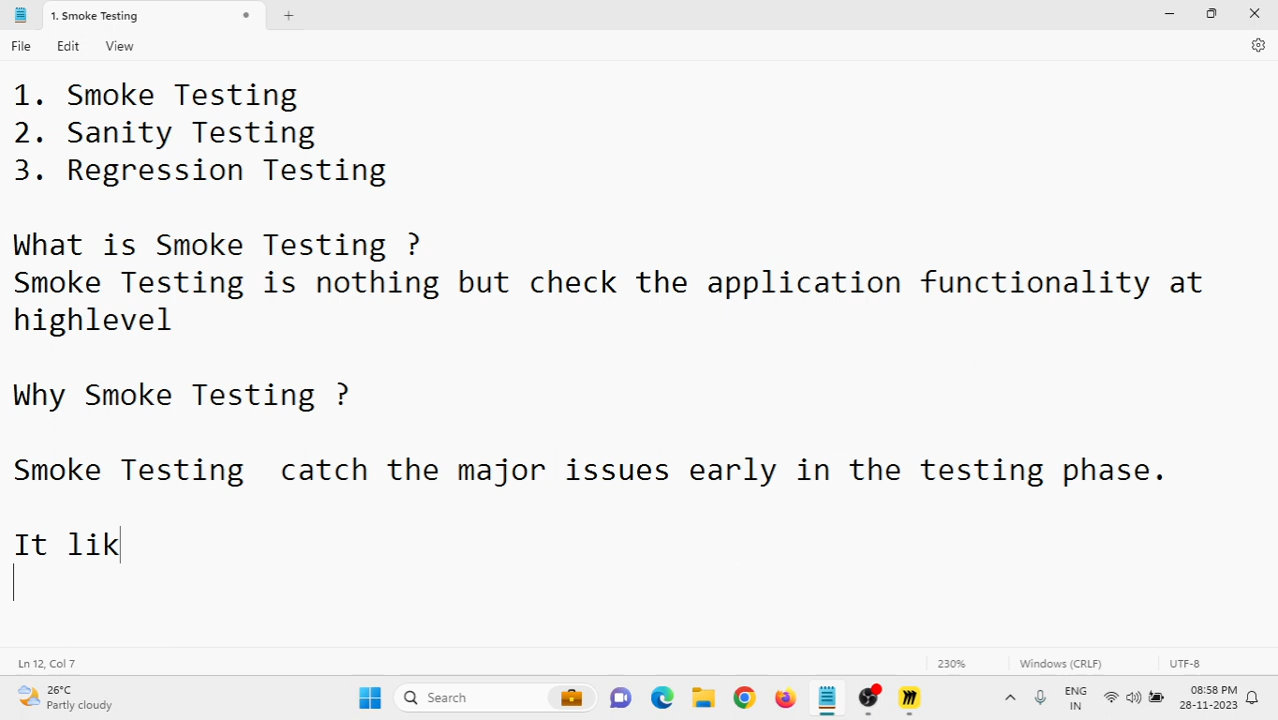 1. Smoke Testing
File Edit View
1. Smoke Testing
2. Sanity Testing
3. Regression Testing
What is Smoke Testing ?
Smoke Testing is nothing but check the application functionality at
highlevel
Why Smoke Testing ?
Smoke Testing  catch the major issues early in the testing phase.
It lik
Ln 12, Col 7 230% Windows (CRLF) UTF-8
26°C
Partly cloudy
Search
ENG
IN
08:58 PM
28-11-2023